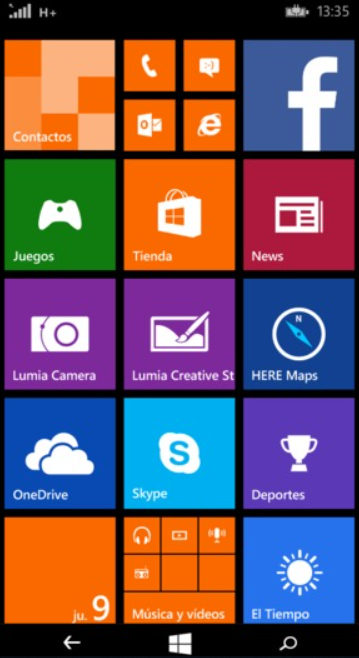 H+ 13:35
Contactos
Juegos
Tienda
News
Lumia Camera
Lumia Creative St
HERE Maps
OneDrive
Skype
Deportes
ju. 9
Música y vídeos
El Tiempo